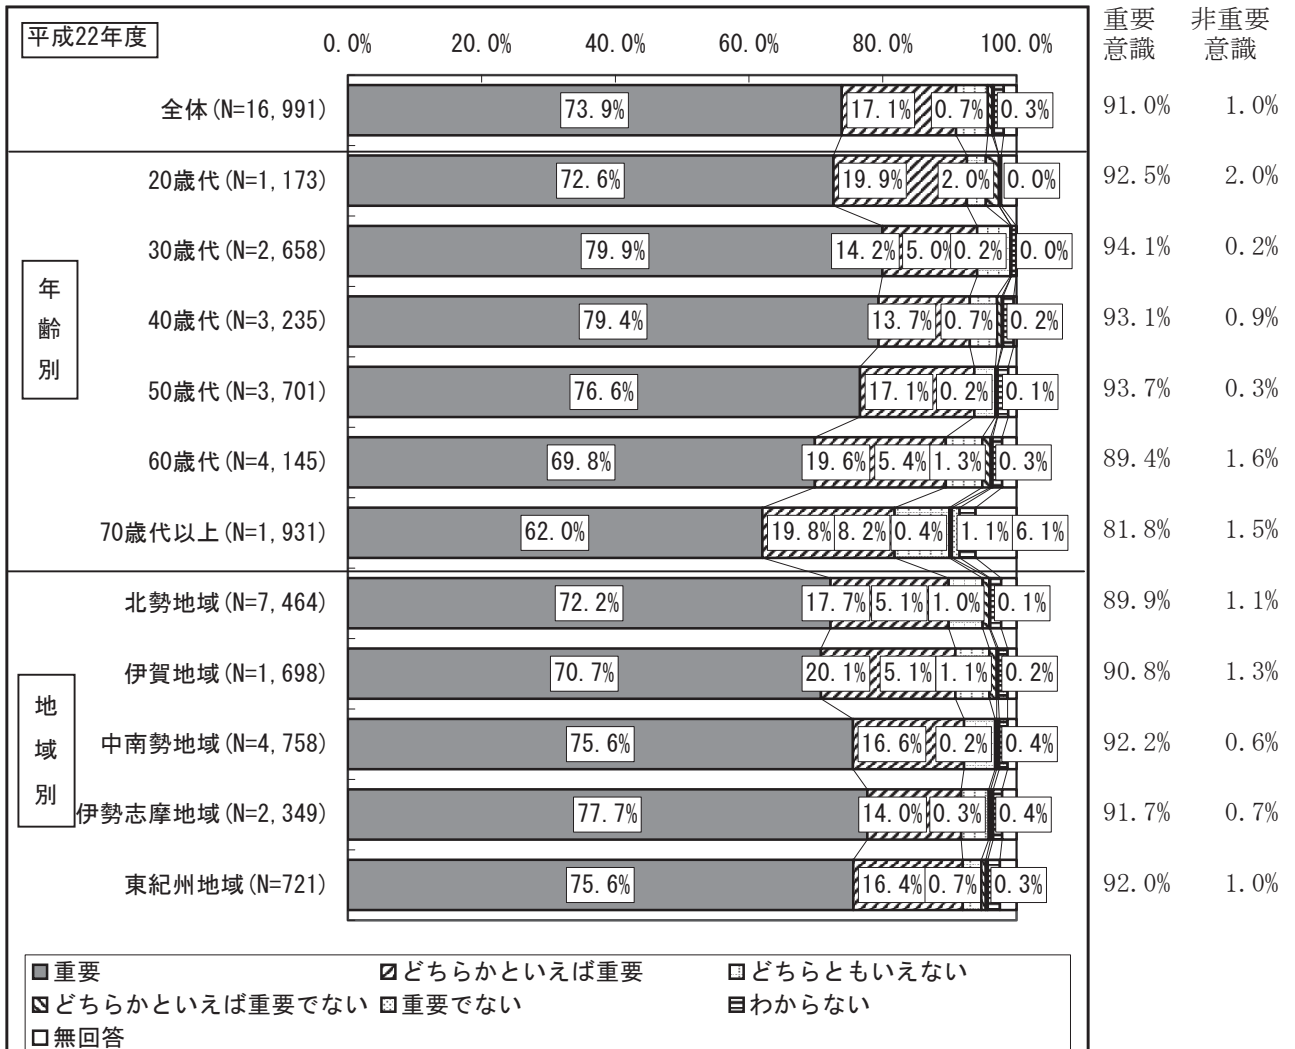 平成22年度
0.0% 20.0% 40.0% 60.0% 80.0% 100.0%
重要意識 非重要意識
全体(N=16,991) 73.9% 17.1% 0.7% 0.3% 91.0% 1.0%
年齢別
20歳代(N=1,173) 72.6% 19.9% 2.0% 0.0% 92.5% 2.0%
30歳代(N=2,658) 79.9% 14.2% 5.0% 0.2% 0.0% 94.1% 0.2%
40歳代(N=3,235) 79.4% 13.7% 0.7% 0.2% 93.1% 0.9%
50歳代(N=3,701) 76.6% 17.1% 0.2% 0.1% 93.7% 0.3%
60歳代(N=4,145) 69.8% 19.6% 5.4% 1.3% 0.3% 89.4% 1.6%
70歳代以上(N=1,931) 62.0% 19.8% 8.2% 0.4% 1.1% 6.1% 81.8% 1.5%
地域別
北勢地域(N=7,464) 72.2% 17.7% 5.1% 1.0% 0.1% 89.9% 1.1%
伊賀地域(N=1,698) 70.7% 20.1% 5.1% 1.1% 0.2% 90.8% 1.3%
中南勢地域(N=4,758) 75.6% 16.6% 0.2% 0.4% 92.2% 0.6%
伊勢志摩地域(N=2,349) 77.7% 14.0% 0.3% 0.4% 91.7% 0.7%
東紀州地域(N=721) 75.6% 16.4% 0.7% 0.3% 92.0% 1.0%
重要 どちらかといえば重要 どちらともいえない
どちらかといえば重要でない 重要でない わからない
無回答